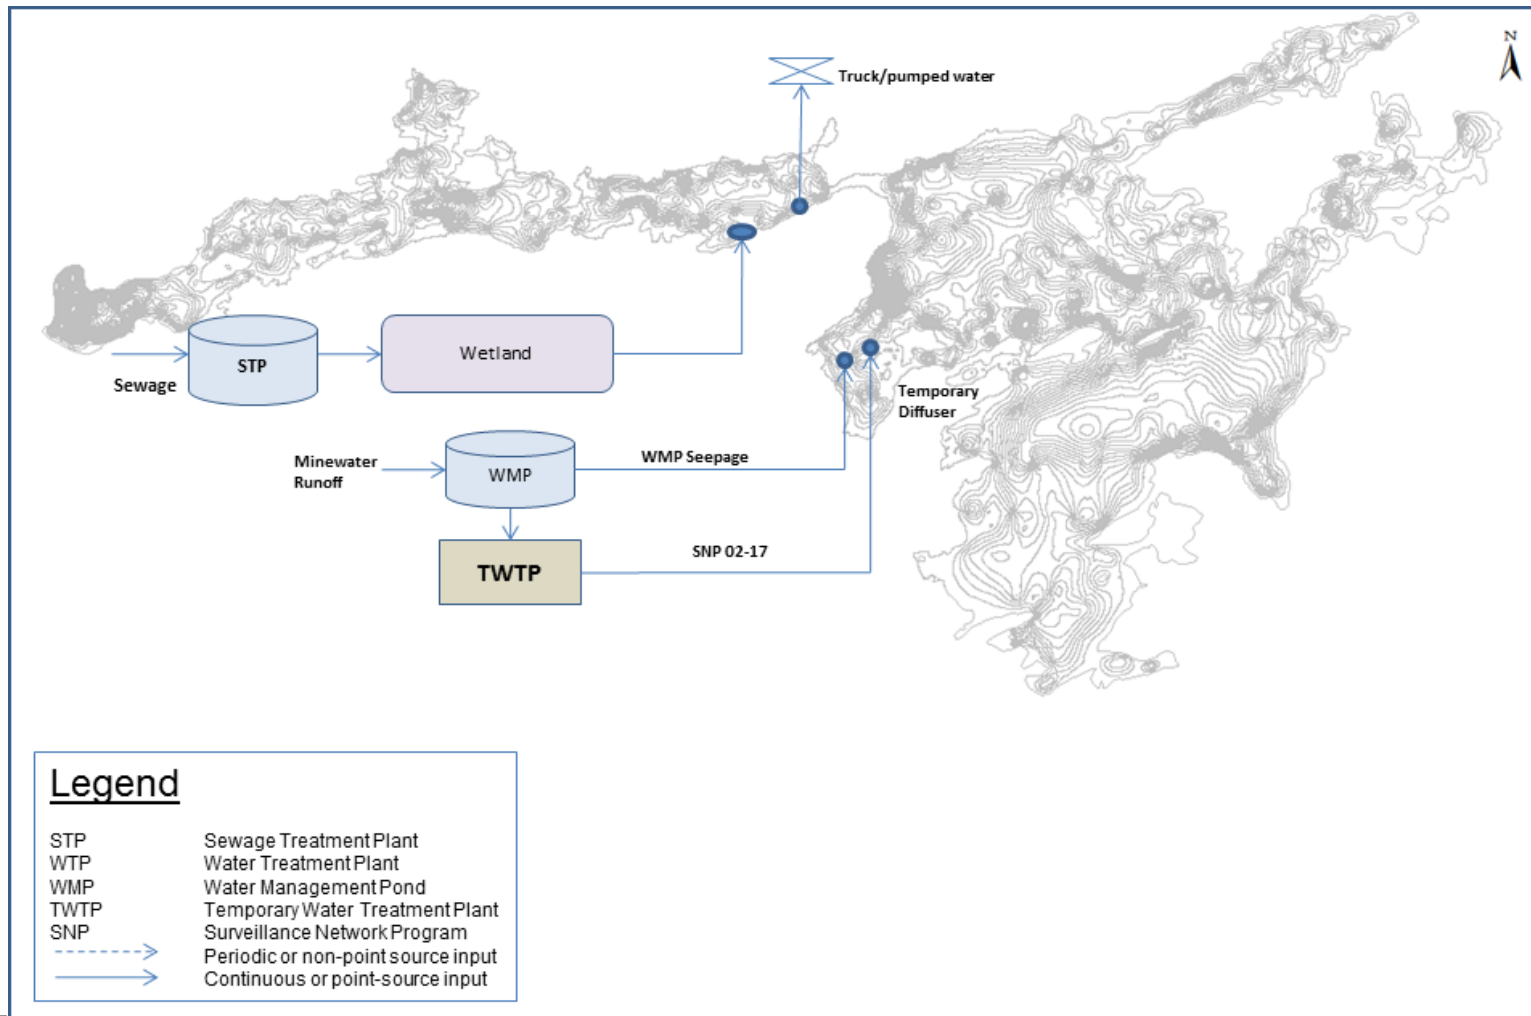 N
Truck/pumped water
STP
Sewage
Wetland
Temporary
Diffuser
Minewater
Runoff
WMP
WMP Seepage
TWTP
SNP 02-17
Legend
STP Sewage Treatment Plant
WTP Water Treatment Plant
WMP Water Management Pond
TWTP Temporary Water Treatment Plant
SNP Surveillance Network Program
Periodic or non-point source input
Continuous or point-source input